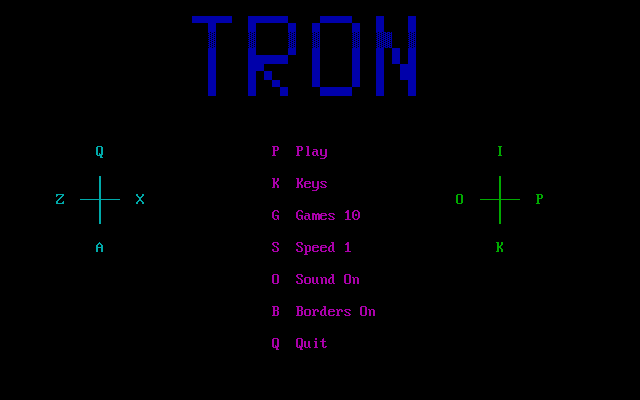 TRON
Q
Z X
A
P Play
K Keys
G Games 10
S Speed 1
O Sound On
B Borders On
Q Quit
I
O P
K